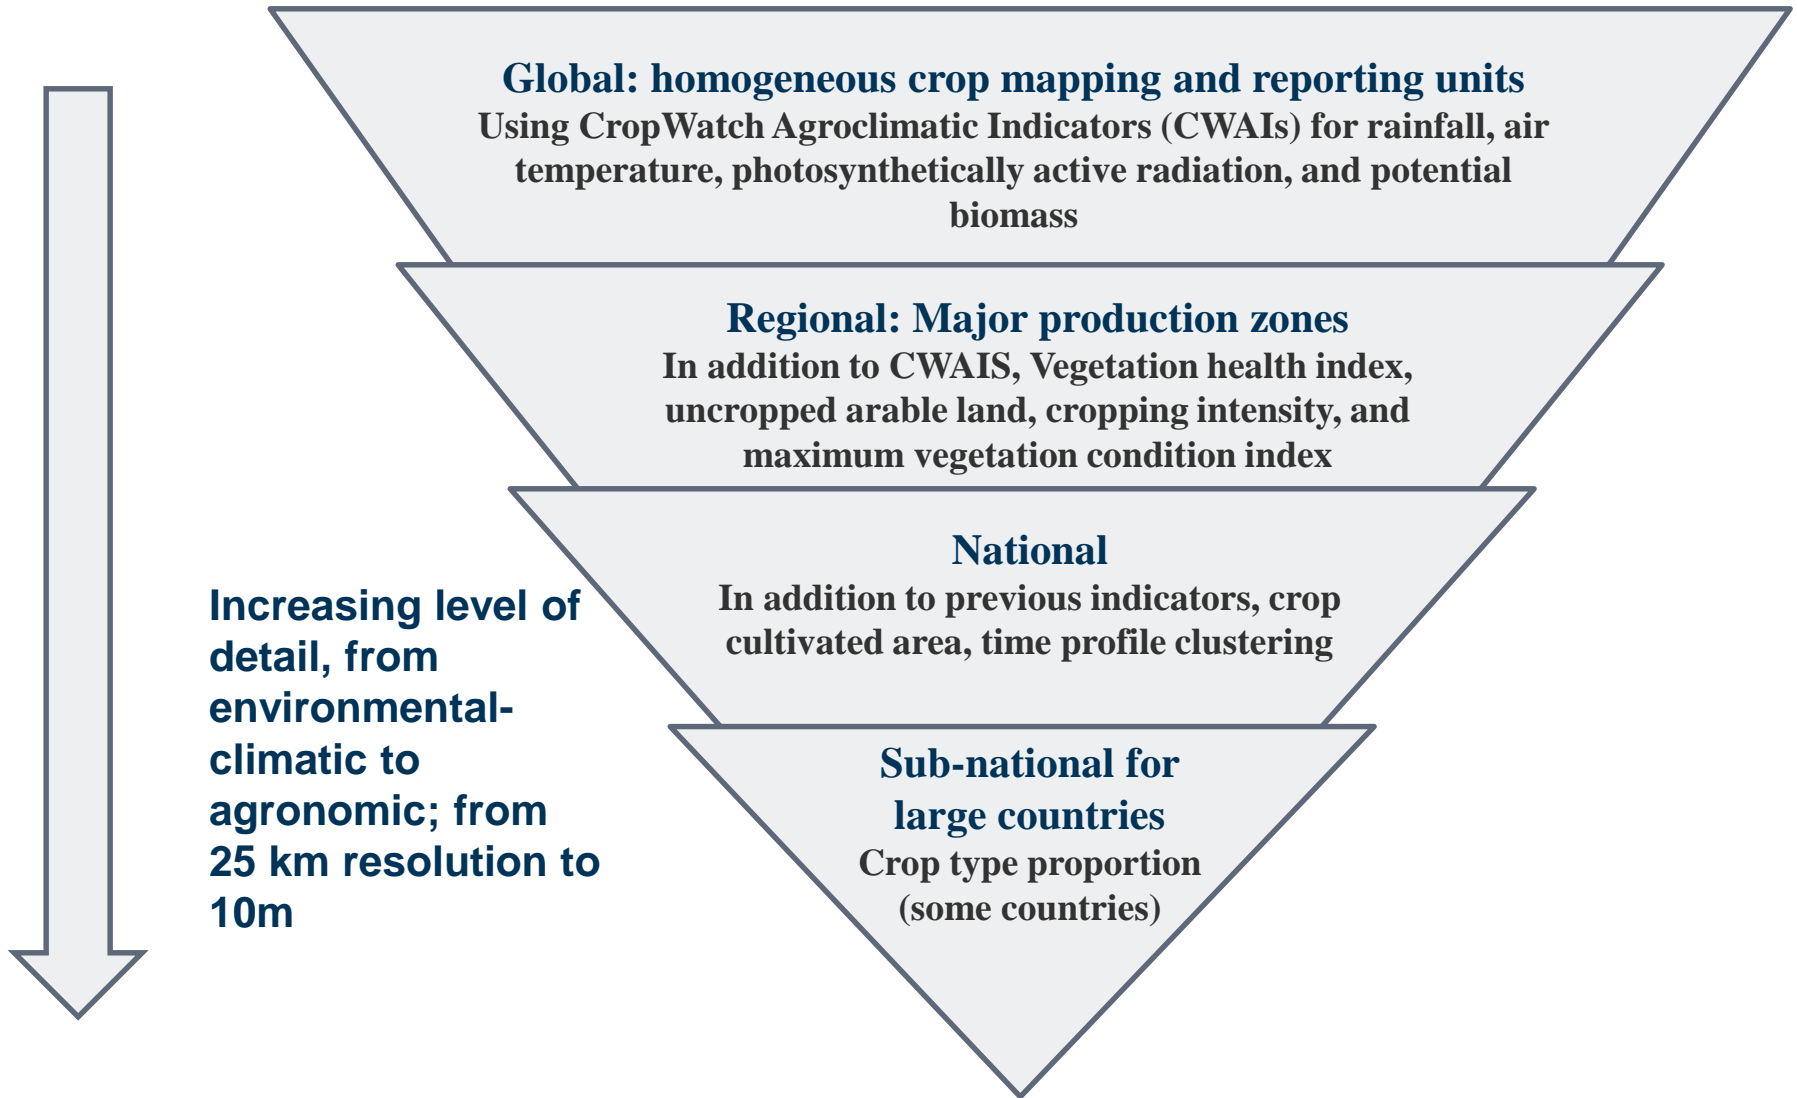 Global: homogeneous crop mapping and reporting units
Using CropWatch Agroclimatic Indicators (CWAIs) for rainfall, air
temperature, photosynthetically active radiation, and potential
biomass
Regional: Major production zones
In addition to CWAIS, Vegetation health index,
uncropped arable land, cropping intensity, and
maximum vegetation condition index
National
In addition to previous indicators, crop
cultivated area, time profile clustering
Sub-national for
large countries
Crop type proportion
(some countries)
Increasing level of
detail, from
environmental-
climatic to
agronomic; from
25 km resolution to
10m